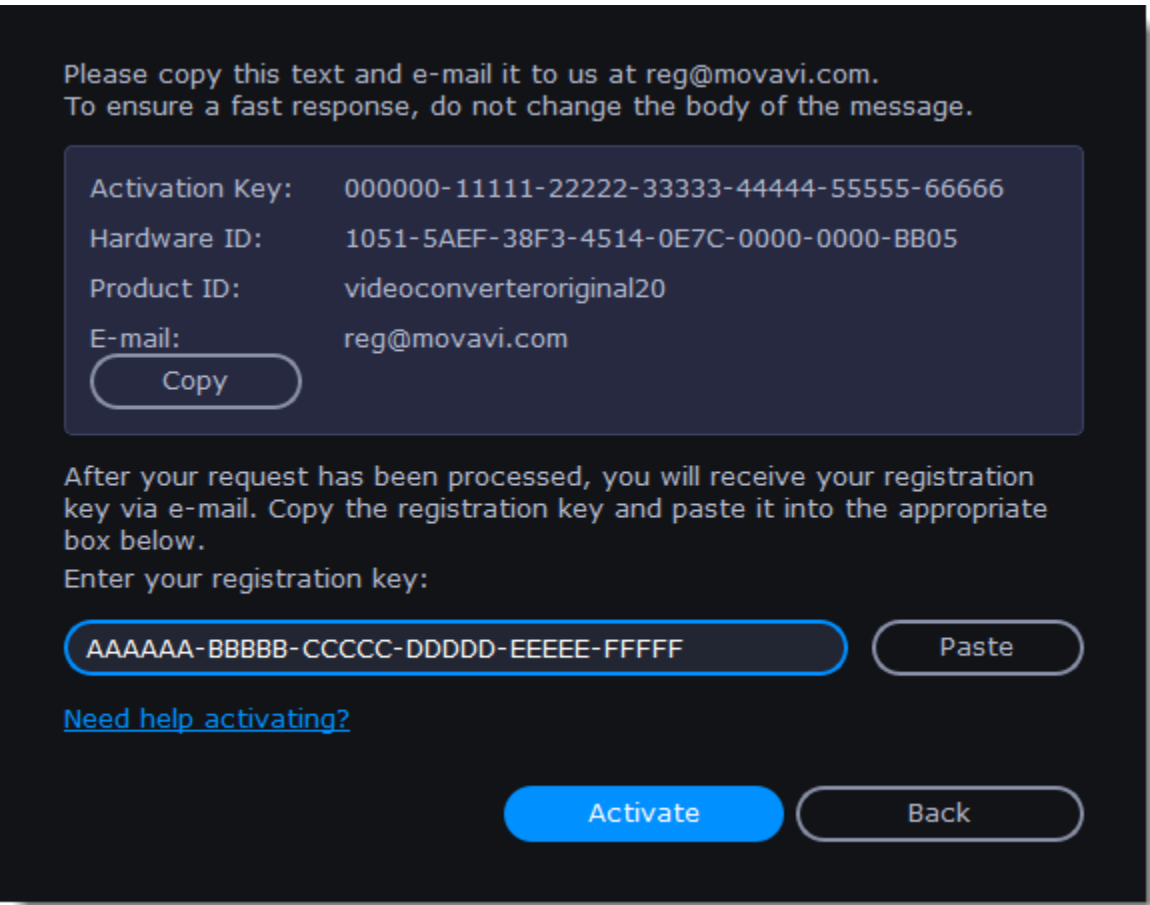 Please copy this text and e-mail it to us at reg@movavi.com.
To ensure a fast response, do not change the body of the message.
Activation Key: 000000-11111-22222-33333-44444-55555-66666
Hardware ID: 1051-5AEF-38F3-4514-0E7C-0000-0000-BB05
Product ID: videoconverteroriginal20
E-mail: reg@movavi.com
Copy
After your request has been processed, you will receive your registration
key via e-mail. Copy the registration key and paste it into the appropriate
box below.
Enter your registration key:
AAAAAA-BBBBB-CCCCC-DDDDD-EEEEE-FFFFF Paste
Need help activating?
Activate Back